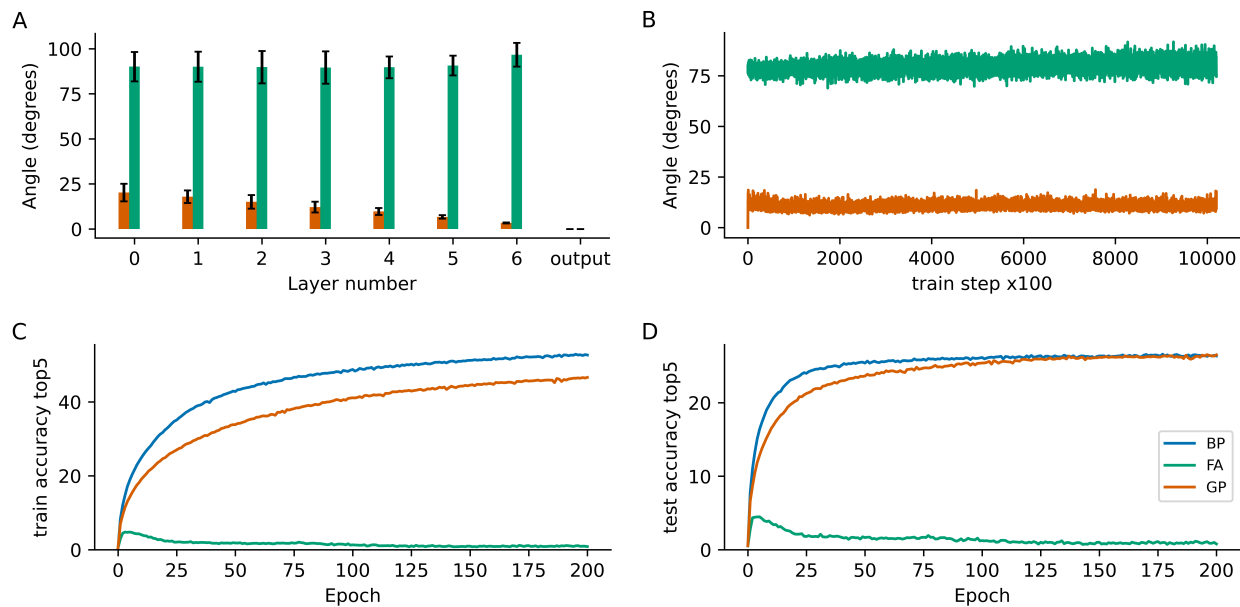 A
Angle (degrees)
100
75
50
25
0
0 1 2 3 4 5 6 output
Layer number
B
Angle (degrees)
75
50
25
0
0 2000 4000 6000 8000 10000
train step x100
C
train accuracy top5
40
20
0
0 25 50 75 100 125 150 175 200
Epoch
D
test accuracy top5
20
10
0
BP
FA
GP
0 25 50 75 100 125 150 175 200
Epoch